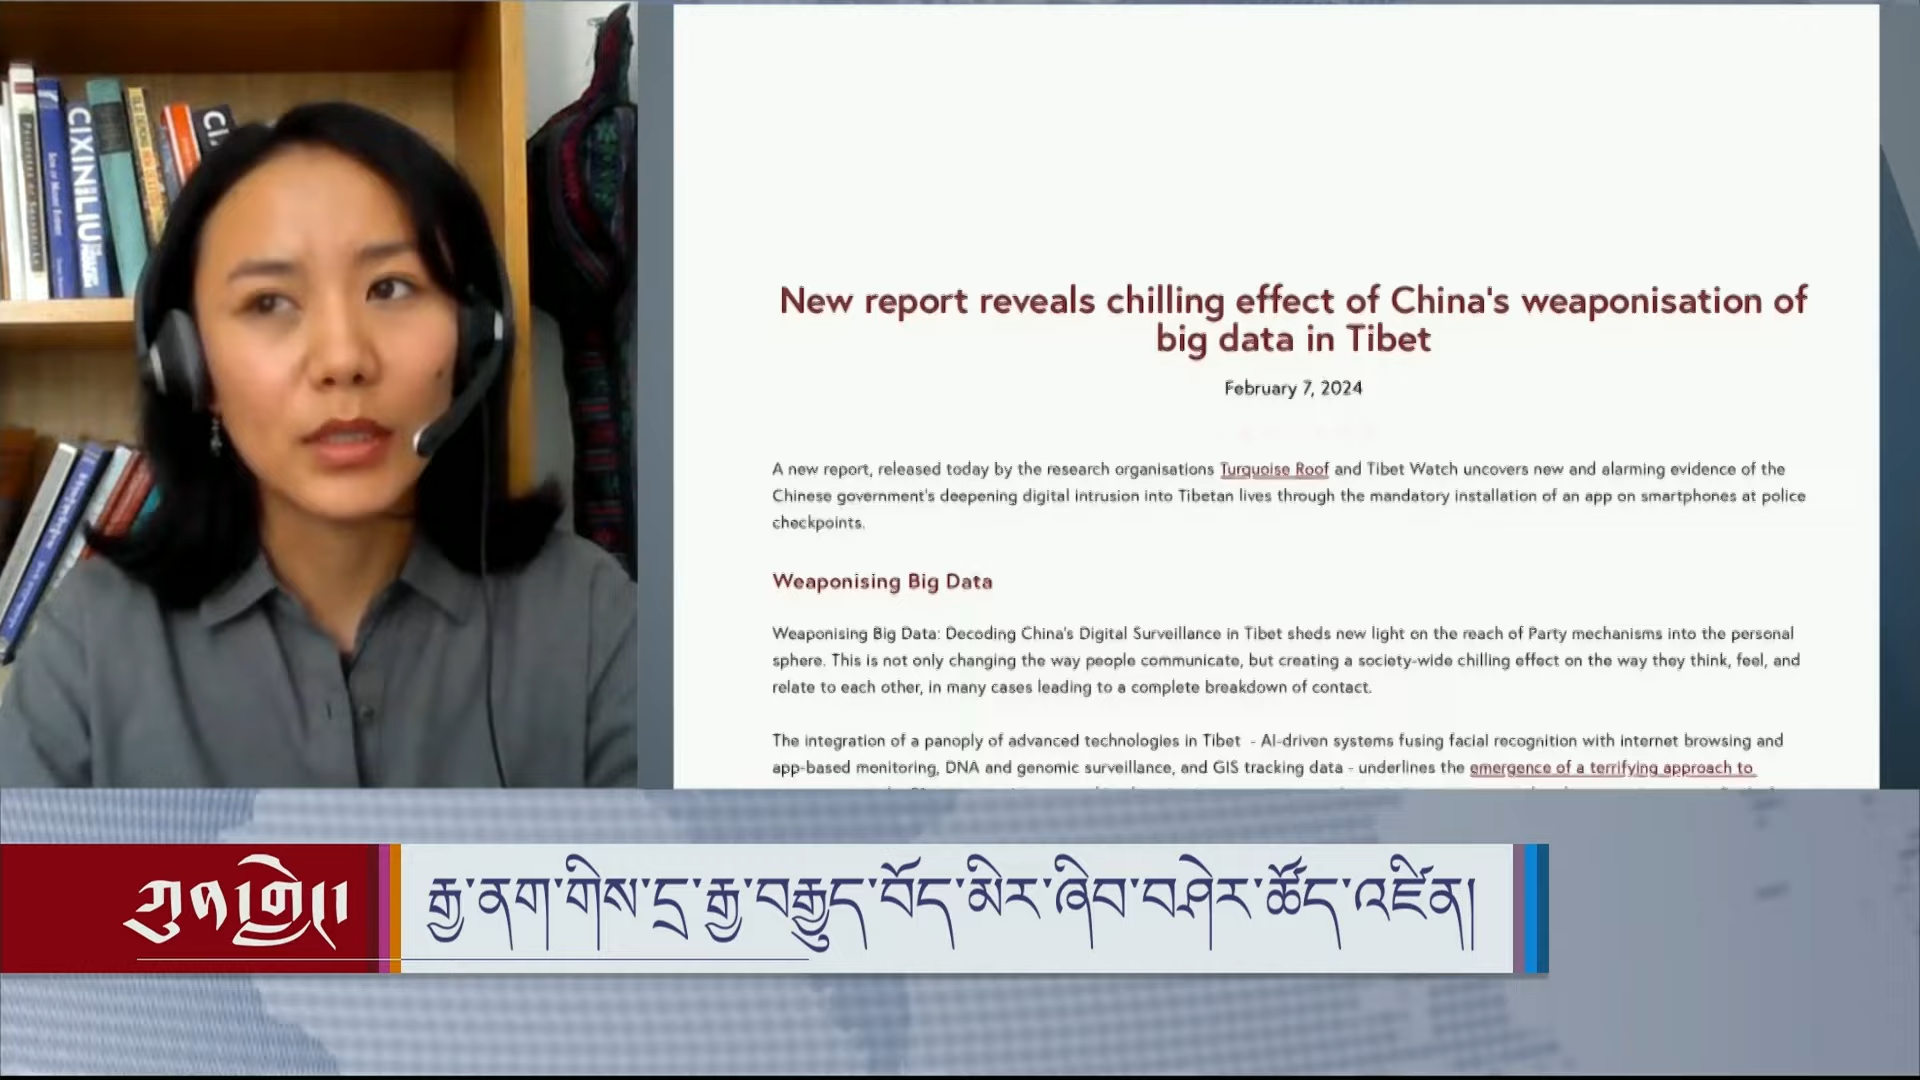 CIXIN LIU
New report reveals chilling effect of China's weaponisation of
big data in Tibet
February 7, 2024
A new report, released today by the research organisations Turquoise Roof and Tibet Watch uncovers new and alarming evidence of the
Chinese government's deepening digital intrusion into Tibetan lives through the mandatory installation of an app on smartphones at police
checkpoints.
Weaponising Big Data
Weaponising Big Data: Decoding China's Digital Surveillance in Tibet sheds new light on the reach of Party mechanisms into the personal
sphere. This is not only changing the way people communicate, but creating a society-wide chilling effect on the way they think, feel, and
relate to each other, in many cases leading to a complete breakdown of contact.
The integration of a panoply of advanced technologies in Tibet - AI-driven systems fusing facial recognition with internet browsing and
app-based monitoring, DNA and genomic surveillance, and GIS tracking data - underlines the emergence of a terrifying approach to
རྒྱ་ནག་གིས་དྲ་རྒྱ་བརྒྱུད་བོད་མིར་ཞིབ་བཤེར་ཚོད་འཛིན།